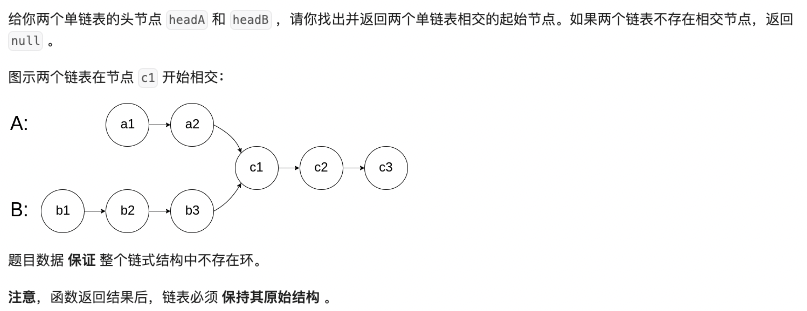 给你两个单链表的头节点 headA 和 headB ，请你找出并返回两个单链表相交的起始节点。如果两个链表不存在相交节点，返回
null 。
图示两个链表在节点 c1 开始相交：
A:
a1
a2
c1
c2
c3
B:
b1
b2
b3
题目数据 保证 整个链式结构中不存在环。
注意，函数返回结果后，链表必须 保持其原始结构 。